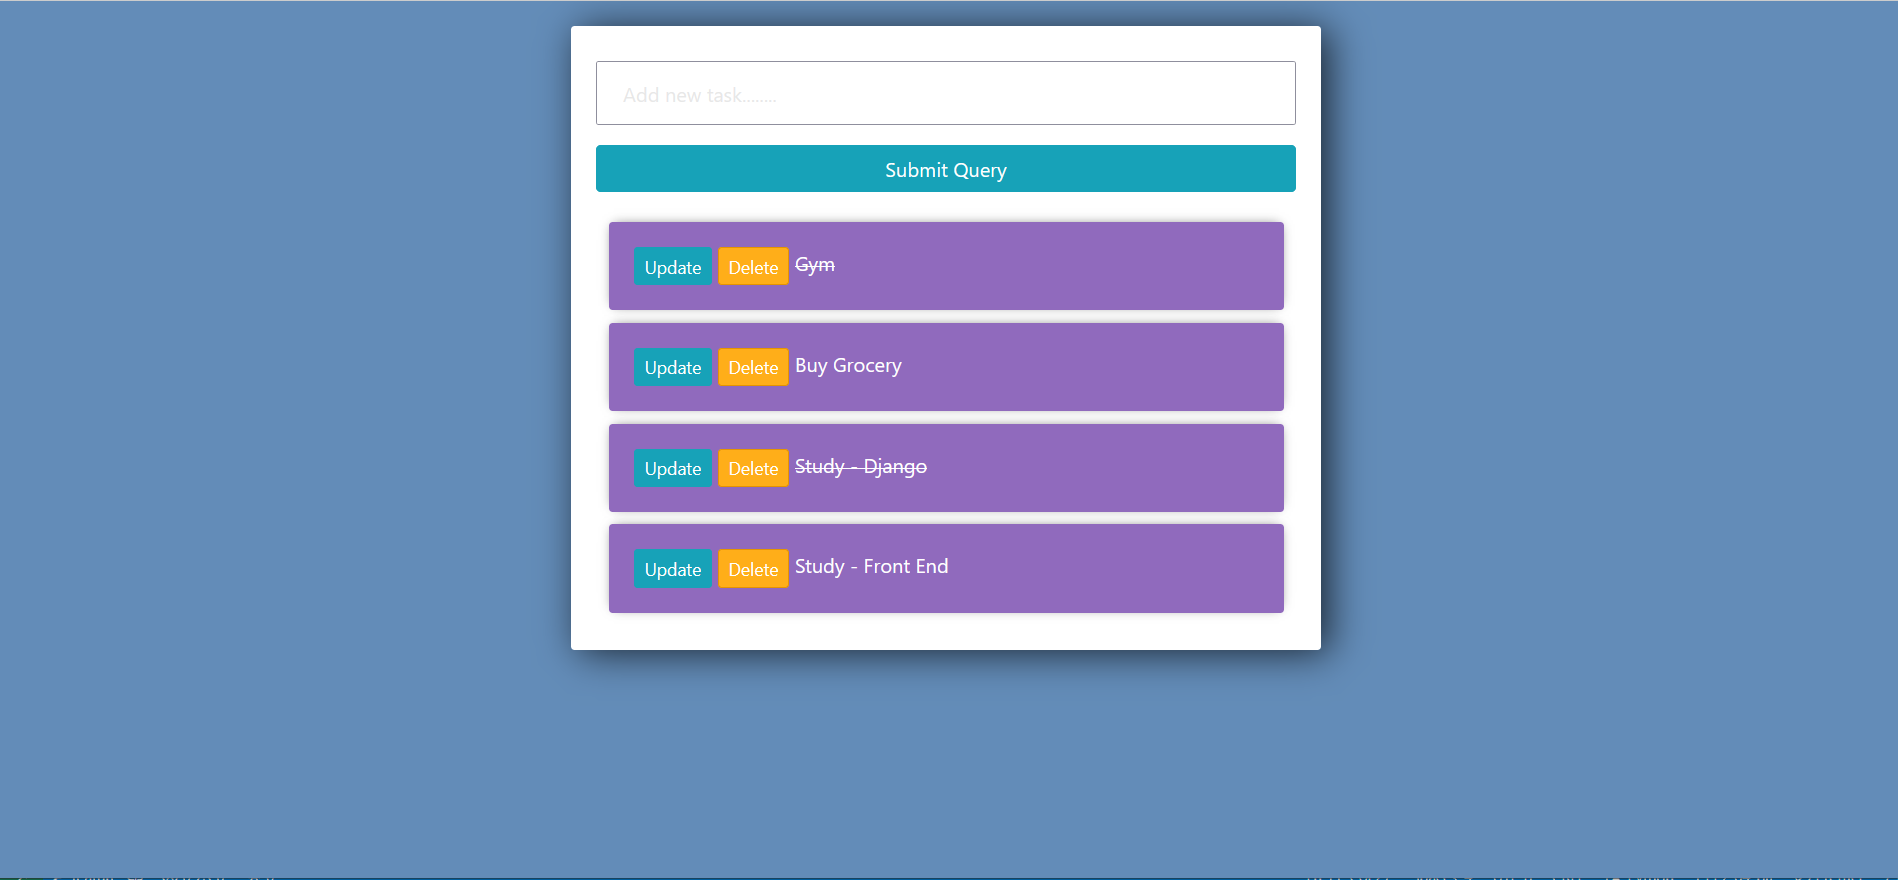 Add new task........
Submit Query
Update Delete Gym
Update Delete Buy Grocery
Update Delete Study - Django
Update Delete Study - Front End